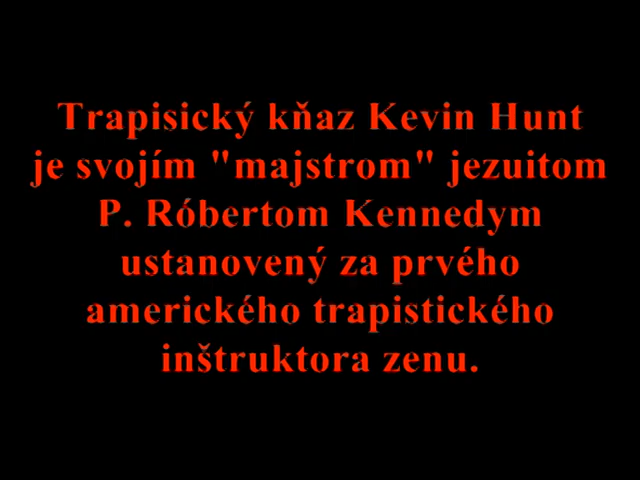 Trapisický kňaz Kevin Hunt
je svojím "majstrom" jezuitom
P. Róbertom Kennedym
ustanovený za prvého
amerického trapistického
inštruktora zenu.